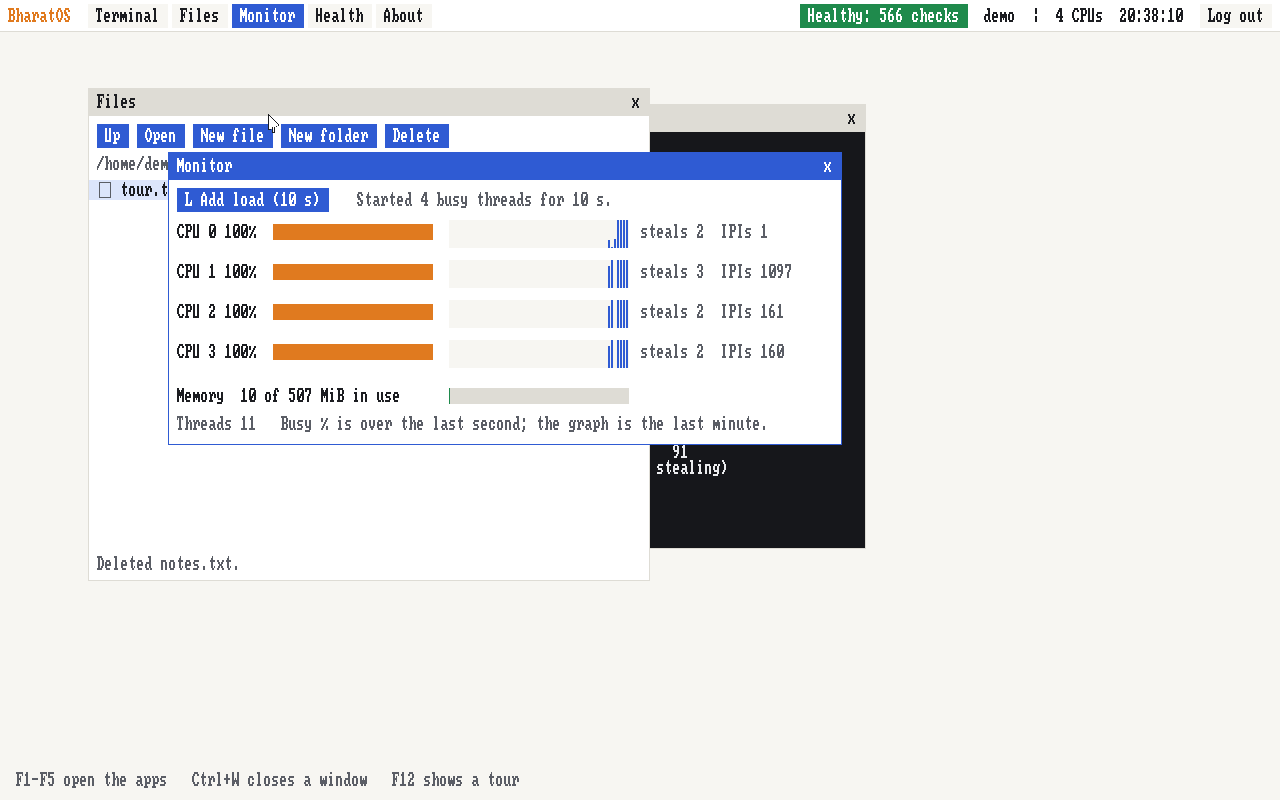 BharatOS Terminal Files Monitor Health About Healthy: 566 checks demo ¦ 4 CPUs 20:38:10 Log out
Files x
x
Up Open New file New folder Delete
/home/dem
tour.t
Monitor x
L Add load (10 s) Started 4 busy threads for 10 s.
CPU 0 100% steals 2 IPIs 1
CPU 1 100% steals 3 IPIs 1097
CPU 2 100% steals 2 IPIs 161
CPU 3 100% steals 2 IPIs 160
Memory 10 of 507 MiB in use
Threads 11 Busy % is over the last second; the graph is the last minute.
91
stealing)
Deleted notes.txt.
F1-F5 open the apps Ctrl+W closes a window F12 shows a tour